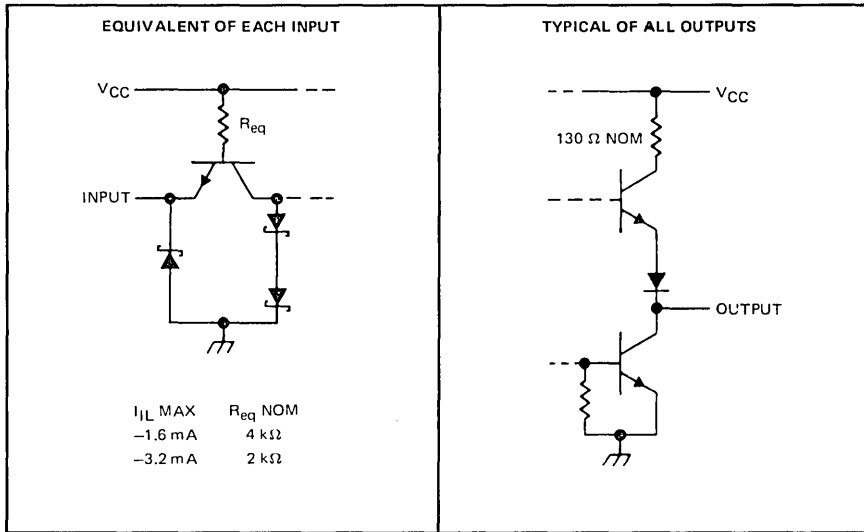 EQUIVALENT OF EACH INPUT
VCC
Req
INPUT
IIL MAX Req NOM
−1.6 mA 4 kΩ
−3.2 mA 2 kΩ
TYPICAL OF ALL OUTPUTS
VCC
130 Ω NOM
OUTPUT